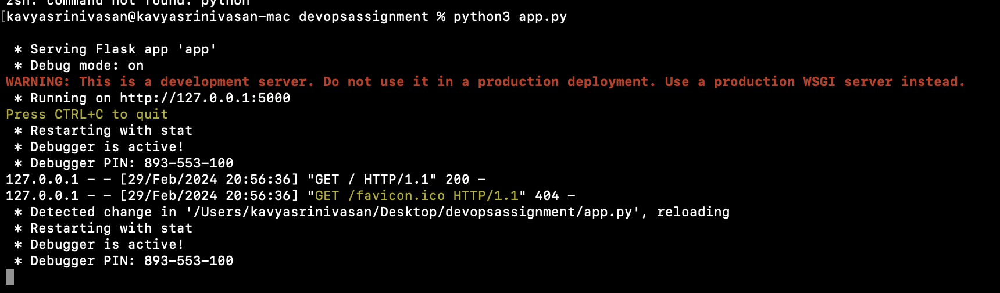 zsh: command not found: python
[kavyasrinivasan@kavyasrinivasan-mac devopsassignment % python3 app.py
* Serving Flask app 'app'
* Debug mode: on
WARNING: This is a development server. Do not use it in a production deployment. Use a production WSGI server instead.
* Running on http://127.0.0.1:5000
Press CTRL+C to quit
* Restarting with stat
* Debugger is active!
* Debugger PIN: 893-553-100
127.0.0.1 - - [29/Feb/2024 20:56:36] "GET / HTTP/1.1" 200 -
127.0.0.1 - - [29/Feb/2024 20:56:36] "GET /favicon.ico HTTP/1.1" 404 -
* Detected change in '/Users/kavyasrinivasan/Desktop/devopsassignment/app.py', reloading
* Restarting with stat
* Debugger is active!
* Debugger PIN: 893-553-100